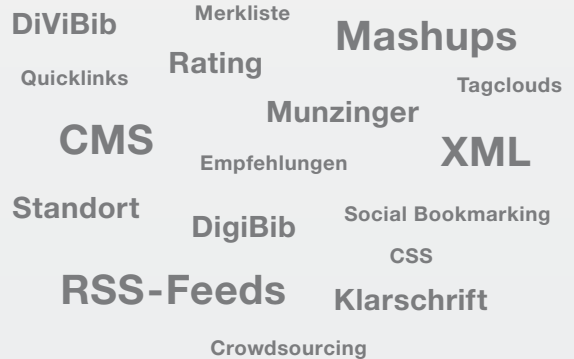 DiViBib
Merkliste
Mashups
Quicklinks
Rating
Tagclouds
Munzinger
CMS
Empfehlungen
XML
Standort
DigiBib
Social Bookmarking
CSS
RSS-Feeds
Klarschrift
Crowdsourcing